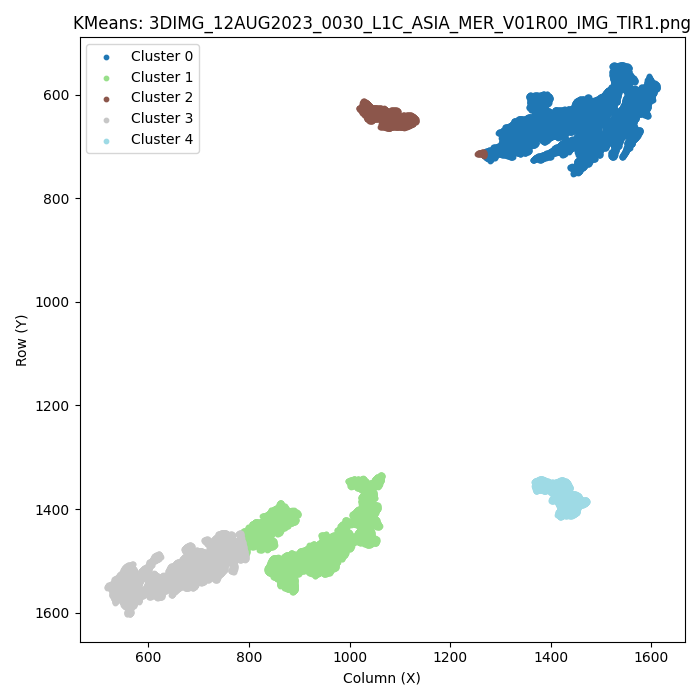 KMeans: 3DIMG_12AUG2023_0030_L1C_ASIA_MER_V01R00_IMG_TIR1.png
Cluster 0
Cluster 1
Cluster 2
Cluster 3
Cluster 4
600
800
1000
1200
1400
1600
Row (Y)
600 800 1000 1200 1400 1600
Column (X)